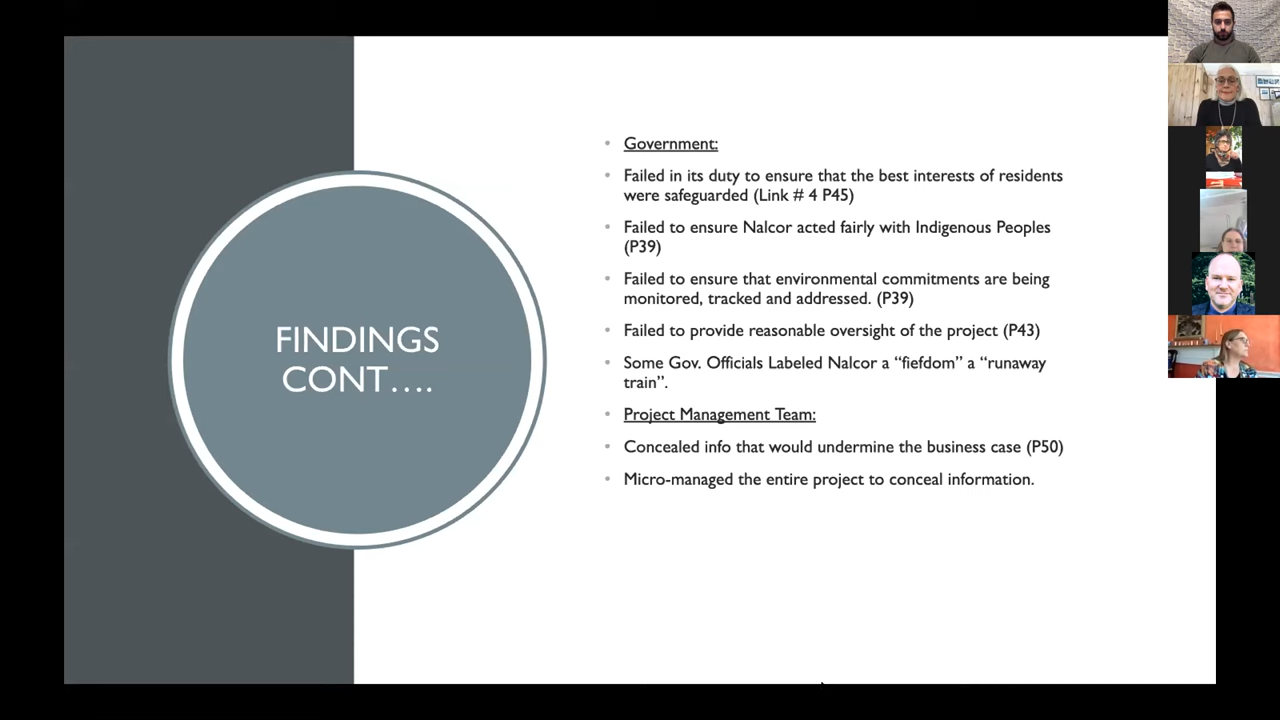 FINDINGS
CONT….
• Government:
• Failed in its duty to ensure that the best interests of residents
were safeguarded (Link # 4 P45)
• Failed to ensure Nalcor acted fairly with Indigenous Peoples
(P39)
• Failed to ensure that environmental commitments are being
monitored, tracked and addressed. (P39)
• Failed to provide reasonable oversight of the project (P43)
• Some Gov. Officials Labeled Nalcor a “fiefdom” a “runaway
train”.
• Project Management Team:
• Concealed info that would undermine the business case (P50)
• Micro-managed the entire project to conceal information.